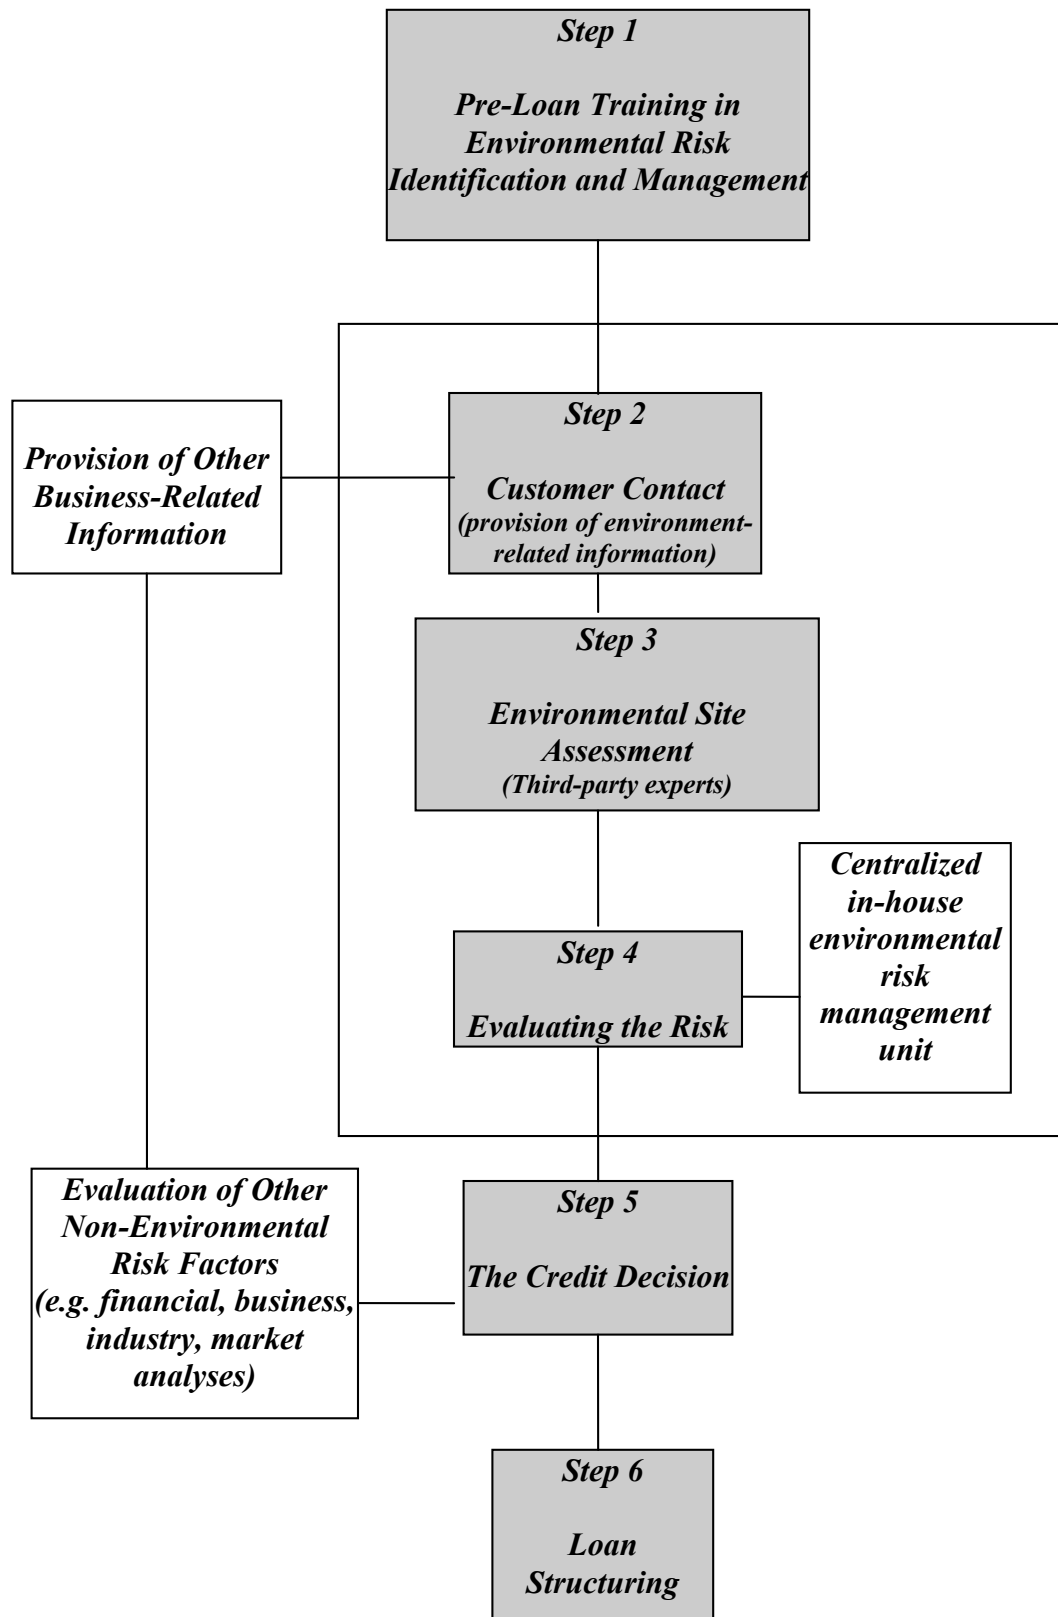 Step 1
Pre-Loan Training in
Environmental Risk
Identification and Management
Provision of Other
Business-Related
Information
Step 2
Customer Contact
(provision of environment-
related information)
Step 3
Environmental Site
Assessment
(Third-party experts)
Centralized
in-house
environmental
risk
management
unit
Step 4
Evaluating the Risk
Evaluation of Other
Non-Environmental
Risk Factors
(e.g. financial, business,
industry, market
analyses)
Step 5
The Credit Decision
Step 6
Loan
Structuring